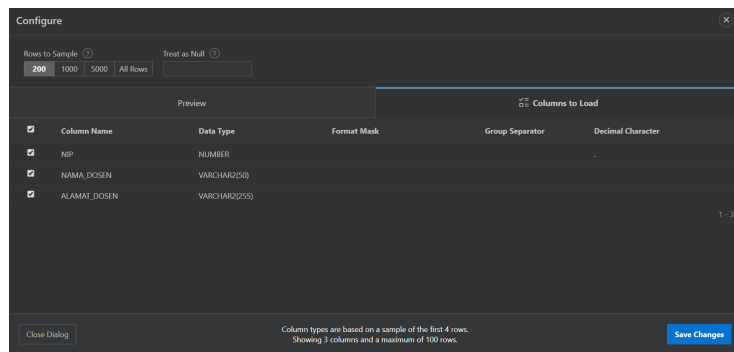 Configure
Rows to Sample ? Treat as Null ?
200 1000 5000 All Rows
Preview Columns to Load
Column Name Data Type Format Mask Group Separator Decimal Character
NIP NUMBER .
NAMA_DOSEN VARCHAR2(50)
ALAMAT_DOSEN VARCHAR2(255)
1 - 3
Close Dialog
Column types are based on a sample of the first 4 rows.
Showing 3 columns and a maximum of 100 rows.
Save Changes